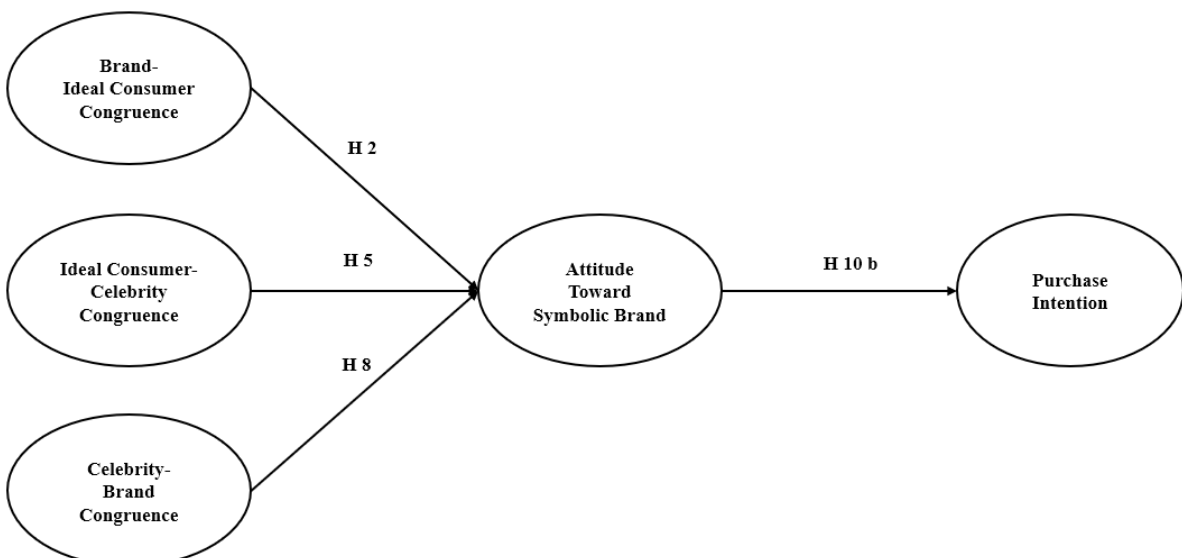 Brand-
Ideal Consumer
Congruence
H 2
Ideal Consumer-
Celebrity
Congruence
H 5
Attitude
Toward
Symbolic Brand
H 10 b
Purchase
Intention
H 8
Celebrity-
Brand
Congruence